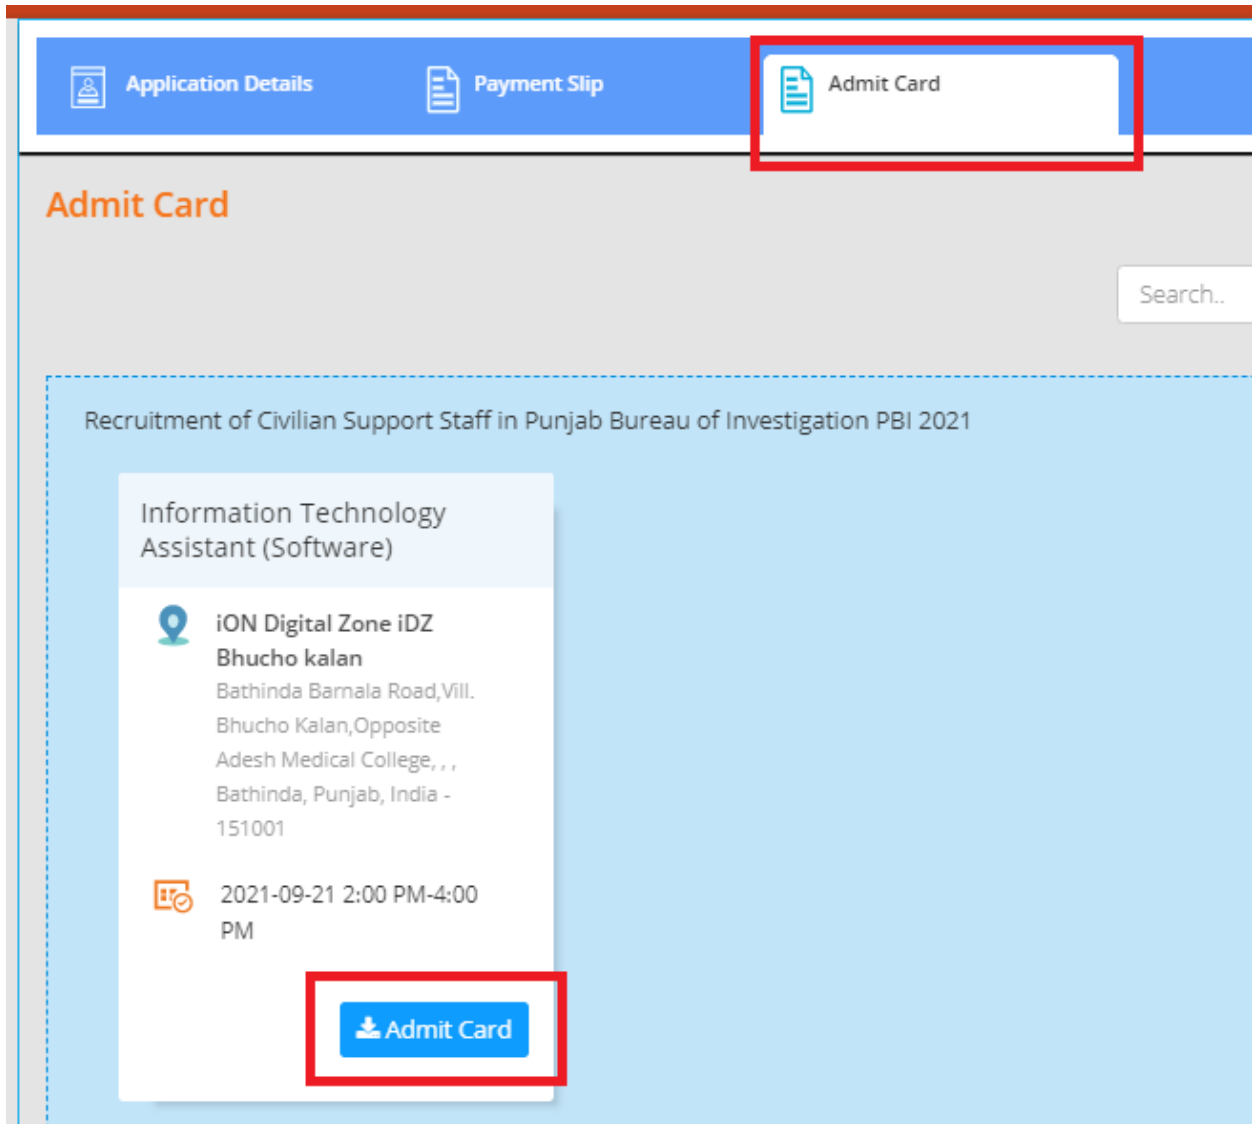 Application Details
Payment Slip
Admit Card
Admit Card
Search..
Recruitment of Civilian Support Staff in Punjab Bureau of Investigation PBI 2021
Information Technology
Assistant (Software)
iON Digital Zone iDZ
Bhucho kalan
Bathinda Barnala Road,Vill.
Bhucho Kalan,Opposite
Adesh Medical College, , ,
Bathinda, Punjab, India -
151001
2021-09-21 2:00 PM-4:00
PM
Admit Card